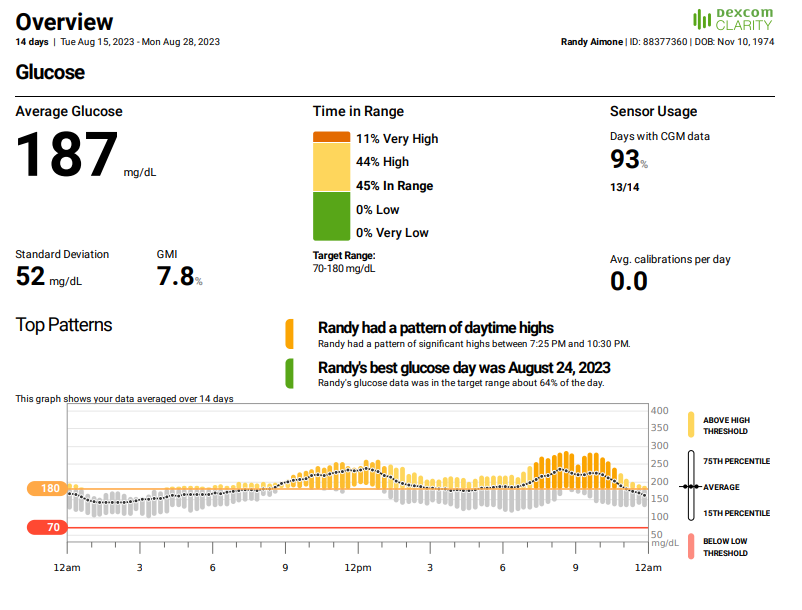 Overview
DEXCOM
CLARITY
14 days | Tue Aug 15, 2023 - Mon Aug 28, 2023
Randy Aimone | ID: 88377360 | DOB: Nov 10, 1974
Glucose
Average Glucose
187 mg/dL
Standard Deviation
52 mg/dL
GMI
7.8%
Time in Range
11% Very High
44% High
45% In Range
0% Low
0% Very Low
Target Range:
70-180 mg/dL
Sensor Usage
Days with CGM data
93%
13/14
Avg. calibrations per day
0.0
Top Patterns
Randy had a pattern of daytime highs
Randy had a pattern of significant highs between 7:25 PM and 10:30 PM.
Randy's best glucose day was August 24, 2023
Randy's glucose data was in the target range about 64% of the day.
This graph shows your data averaged over 14 days
400
350
300
250
200
150
100
50
mg/dL
180
70
12am
3
6
9
12pm
3
6
9
12am
ABOVE HIGH
THRESHOLD
75TH PERCENTILE
AVERAGE
15TH PERCENTILE
BELOW LOW
THRESHOLD